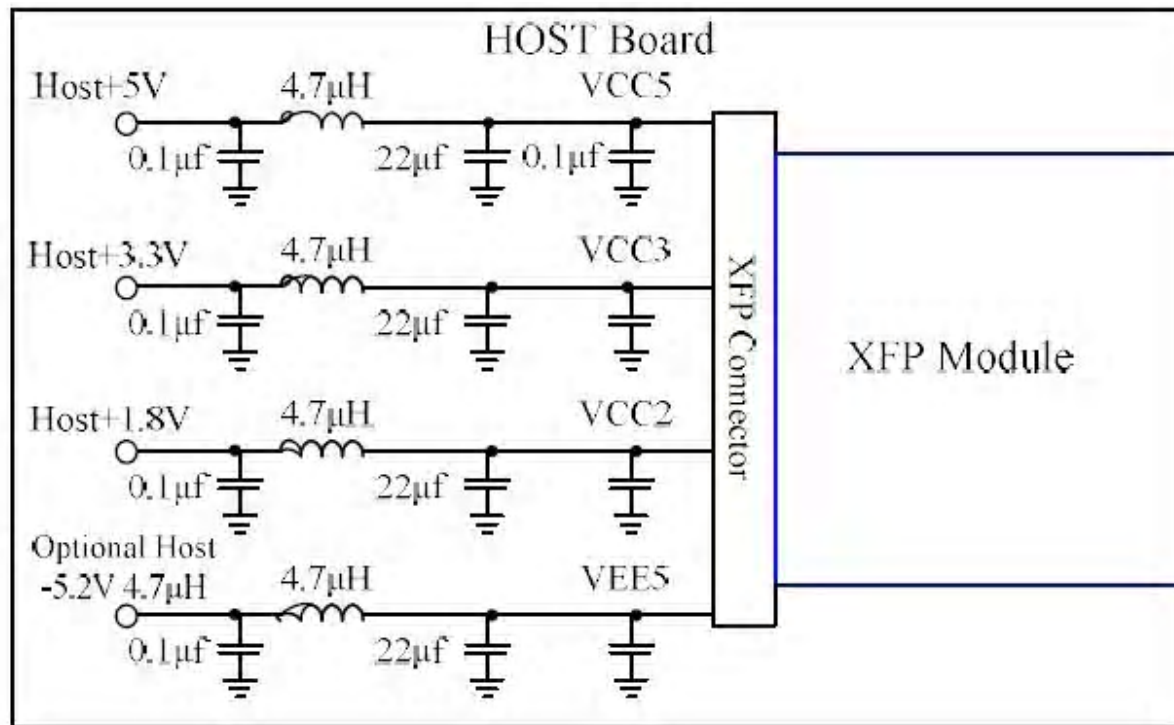 HOST Board
Host+5V 4.7μH VCC5
0.1μf 22μf 0.1μf
Host+3.3V 4.7μH VCC3
0.1μf 22μf
XFP Connector
XFP Module
Host+1.8V 4.7μH VCC2
0.1μf 22μf
Optional Host
-5.2V 4.7μH 4.7μH VEE5
0.1μf 22μf